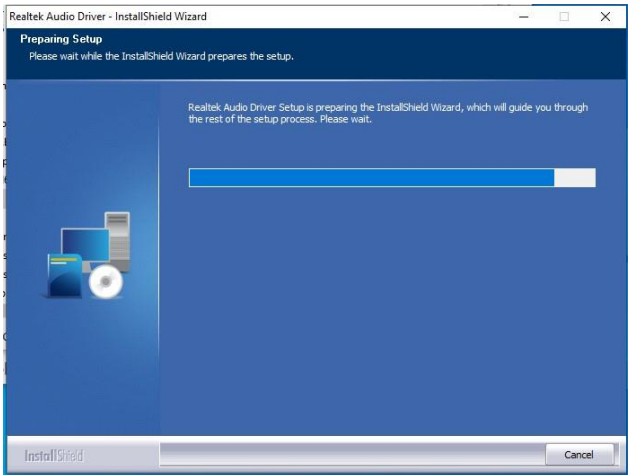 Realtek Audio Driver - InstallShield Wizard
Preparing Setup
Please wait while the InstallShield Wizard prepares the setup.
Realtek Audio Driver Setup is preparing the InstallShield Wizard, which will guide you through
the rest of the setup process. Please wait.
InstallShield
Cancel